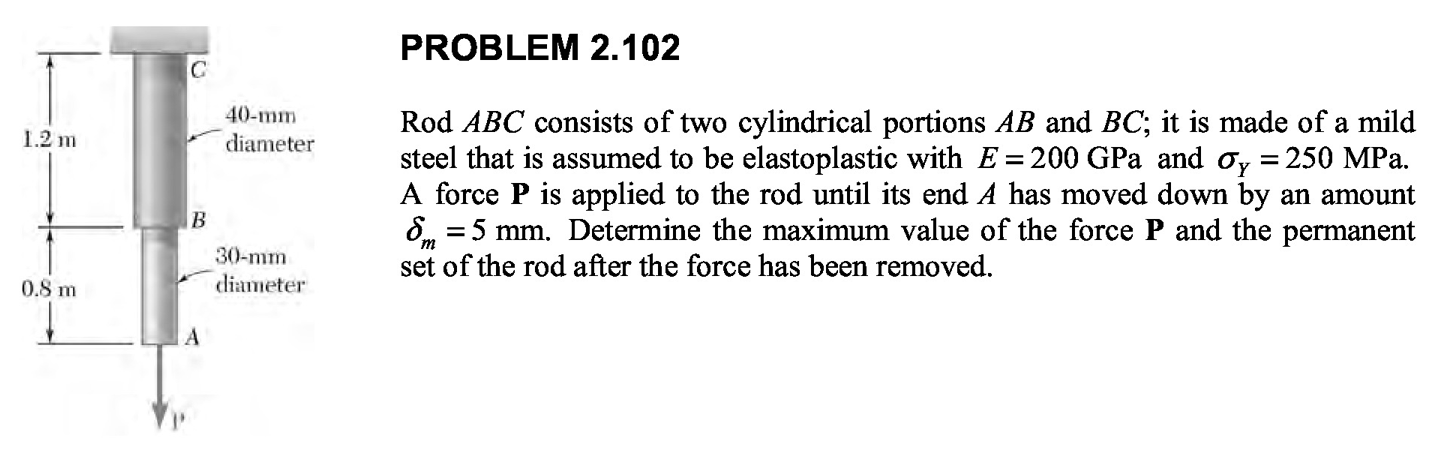 PROBLEM 2.102
Rod ABC consists of two cylindrical portions AB and BC; it is made of a mild
steel that is assumed to be elastoplastic with E = 200 GPa and σY = 250 MPa.
A force P is applied to the rod until its end A has moved down by an amount
δm = 5 mm. Determine the maximum value of the force P and the permanent
set of the rod after the force has been removed.
C
40-mm
diameter
1.2 m
B
30-mm
diameter
0.8 m
A
P